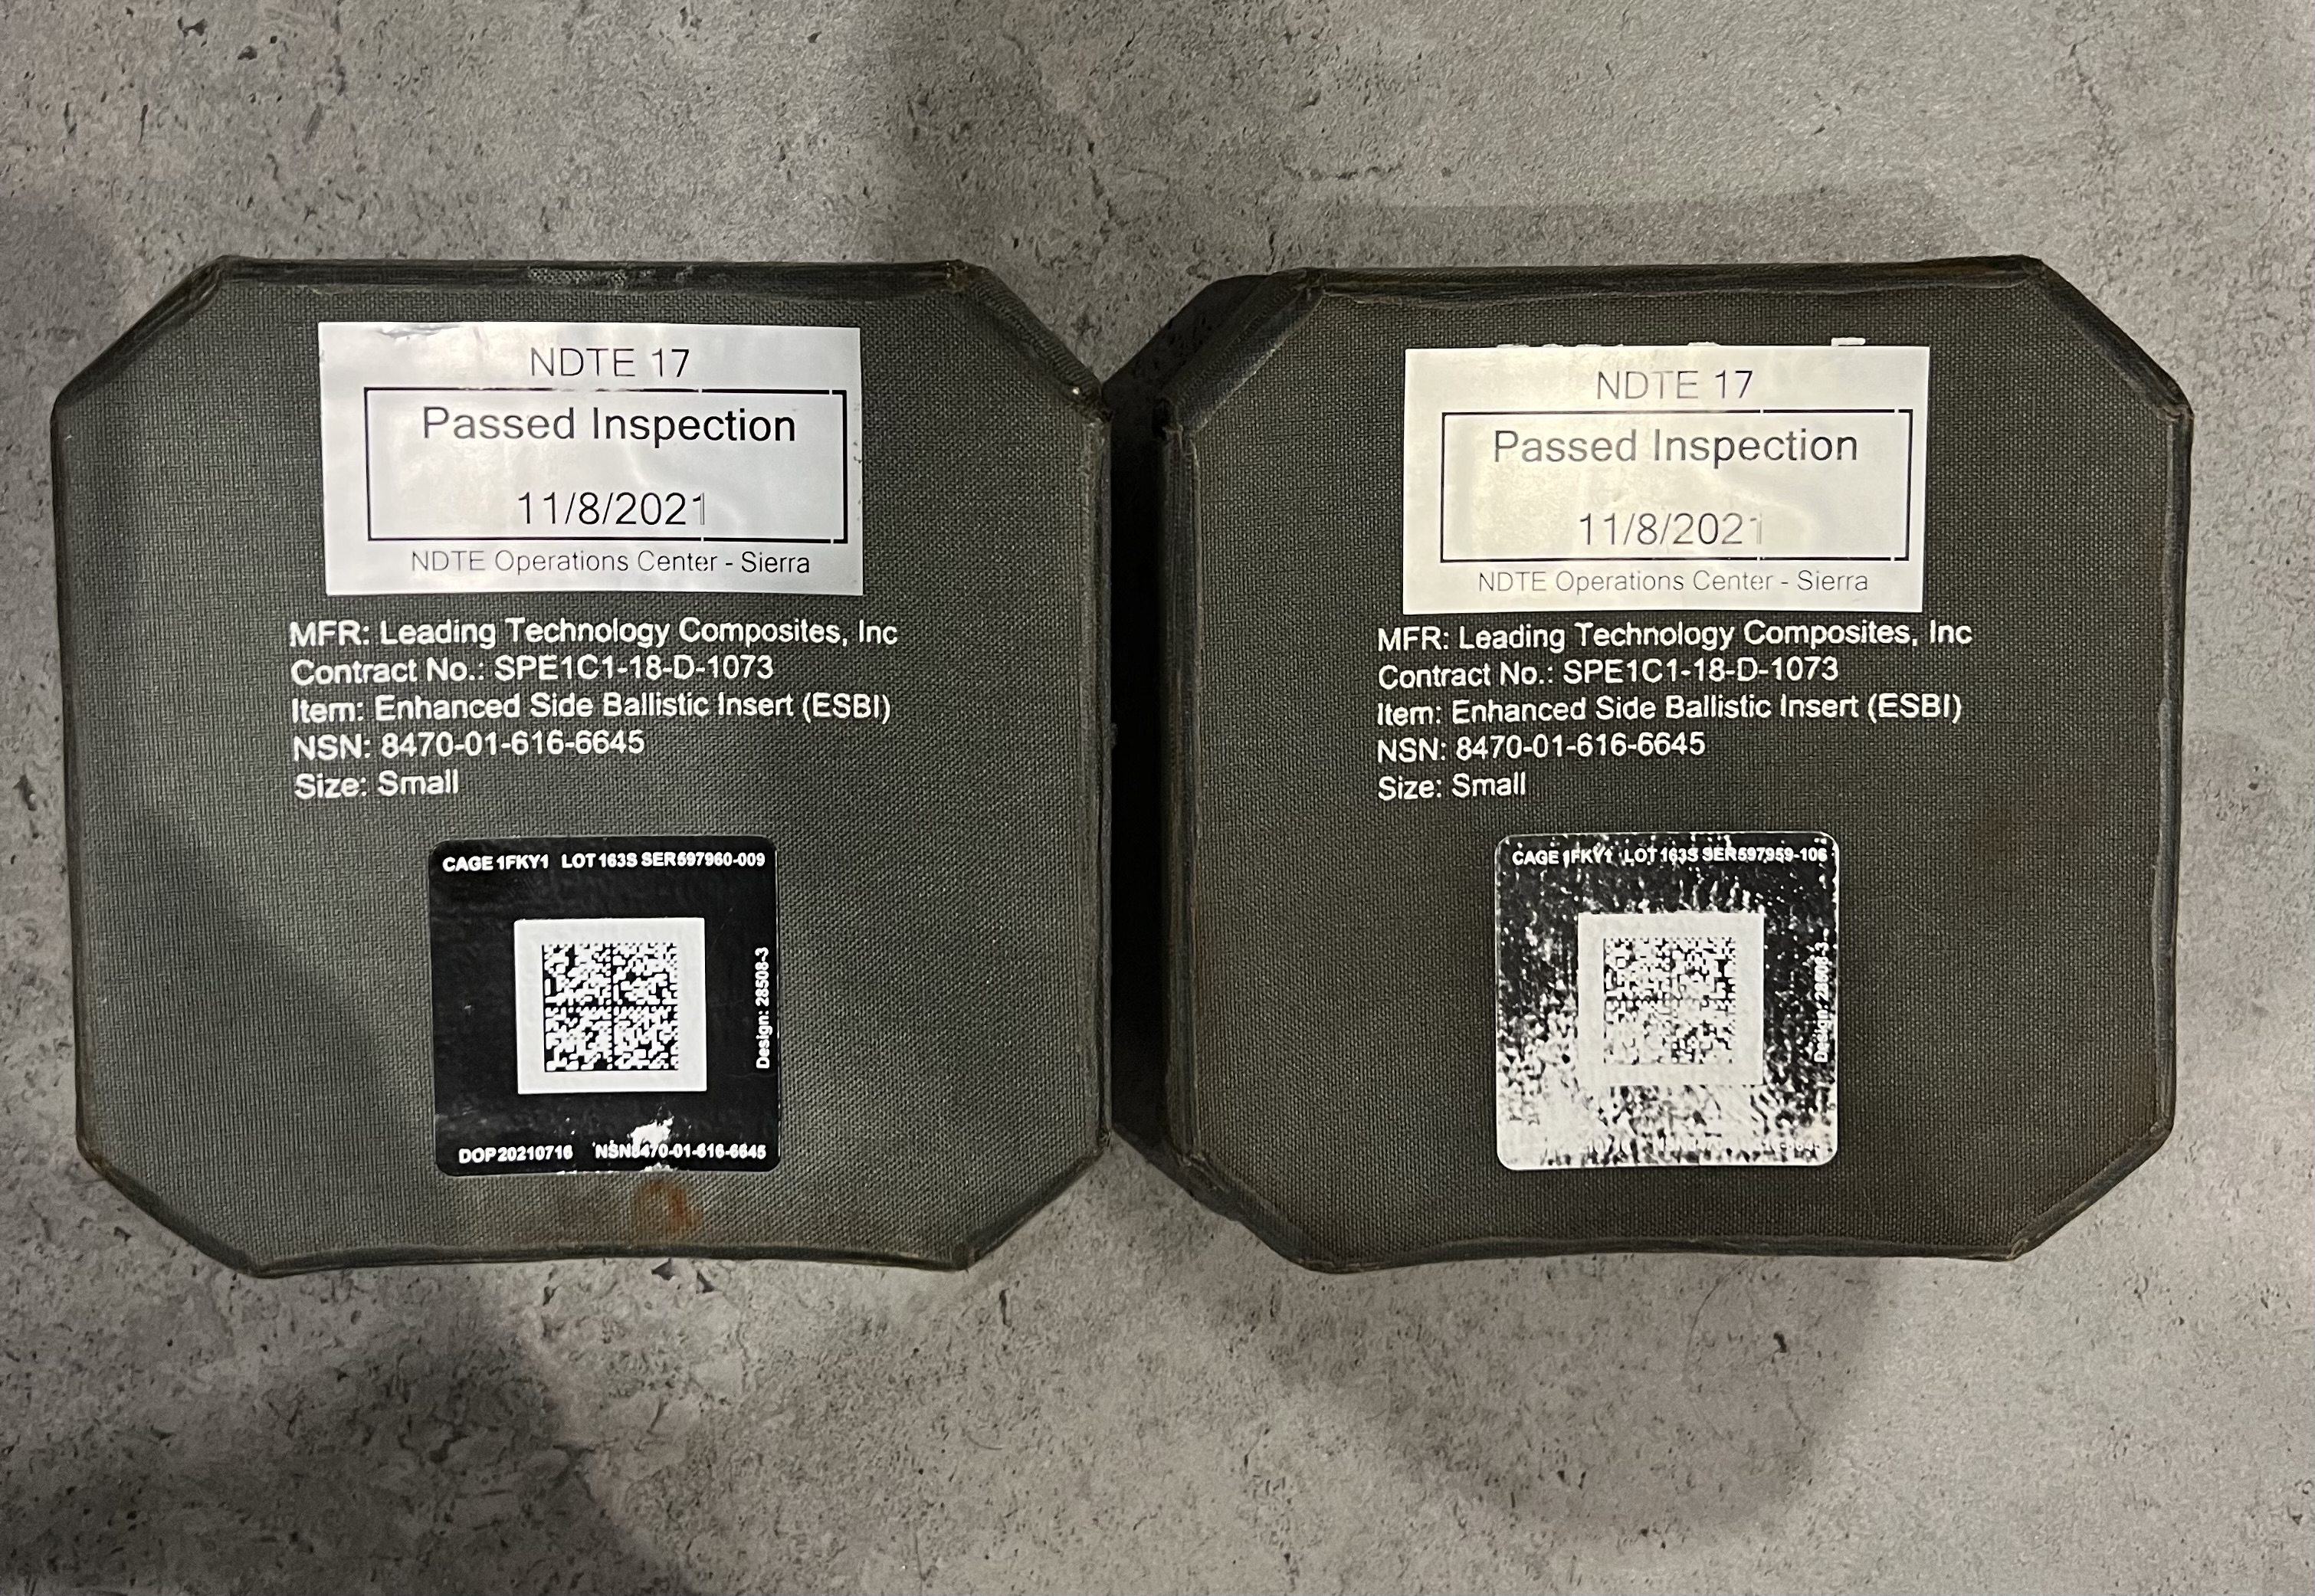 NDTE 17
Passed Inspection
11/8/2021
NDTE Operations Center - Sierra
MFR: Leading Technology Composites, Inc
Contract No.: SPE1C1-18-D-1073
Item: Enhanced Side Ballistic Insert (ESBI)
NSN: 8470-01-616-6645
Size: Small
CAGE 1FKY1 LOT 163S SER597960-009
Design: 28508-3
DOP20210716 NSN8470-01-616-6645
NDTE 17
Passed Inspection
11/8/2021
NDTE Operations Center - Sierra
MFR: Leading Technology Composites, Inc
Contract No.: SPE1C1-18-D-1073
Item: Enhanced Side Ballistic Insert (ESBI)
NSN: 8470-01-616-6645
Size: Small
CAGE 1FKY1 LOT 163S SER597959-106
Design: 28508-3